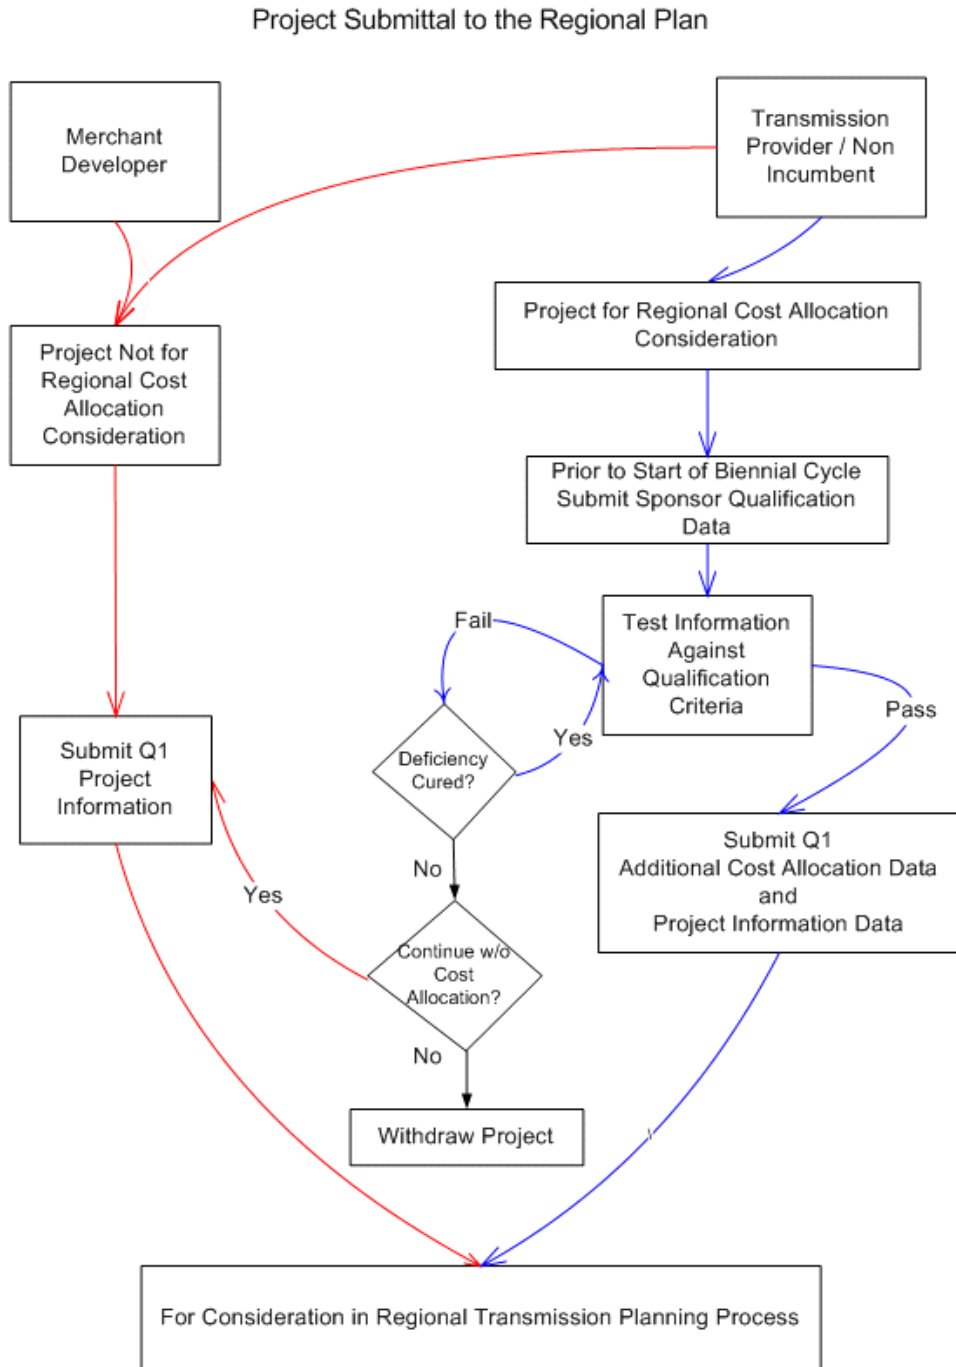 Project Submittal to the Regional Plan
Merchant
Developer
Transmission
Provider / Non
Incumbent
Project for Regional Cost Allocation
Consideration
Project Not for
Regional Cost
Allocation
Consideration
Prior to Start of Biennial Cycle
Submit Sponsor Qualification
Data
Test Information
Against
Qualification
Criteria
Fail
Pass
Yes
Deficiency
Cured?
Submit Q1
Project
Information
No
Submit Q1
Additional Cost Allocation Data
and
Project Information Data
Yes
Continue w/o
Cost
Allocation?
No
Withdraw Project
For Consideration in Regional Transmission Planning Process